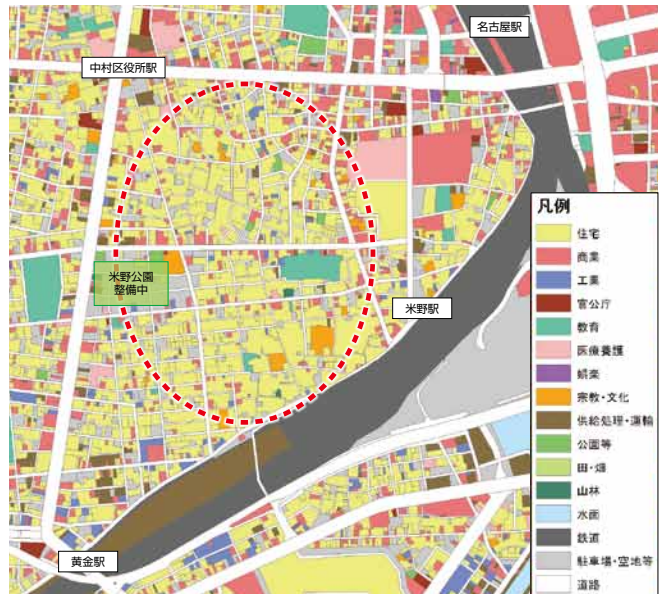 名古屋駅
中村区役所駅
米野公園
整備中
米野駅
黄金駅
凡例
住宅
商業
工業
官公庁
教育
医療養護
娯楽
宗教・文化
供給処理・運輸
公園等
田・畑
山林
水面
鉄道
駐車場・空地等
道路